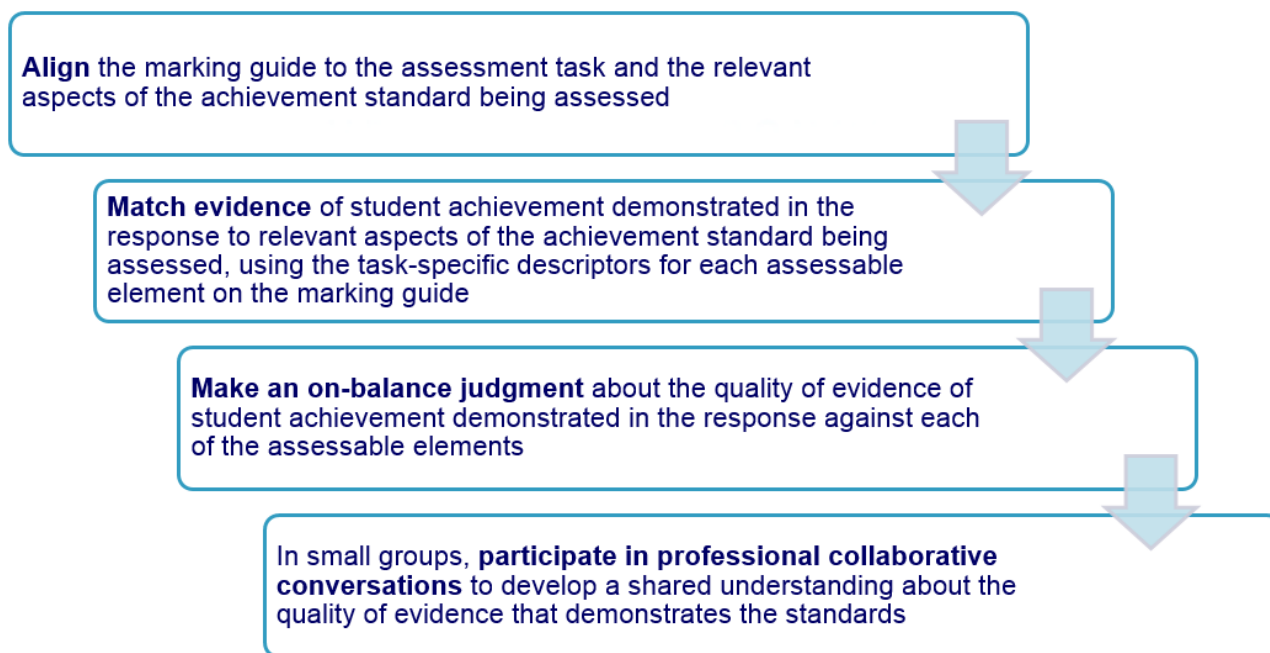 Align the marking guide to the assessment task and the relevant
aspects of the achievement standard being assessed
Match evidence of student achievement demonstrated in the
response to relevant aspects of the achievement standard being
assessed, using the task-specific descriptors for each assessable
element on the marking guide
Make an on-balance judgment about the quality of evidence of
student achievement demonstrated in the response against each
of the assessable elements
In small groups, participate in professional collaborative
conversations to develop a shared understanding about the
quality of evidence that demonstrates the standards